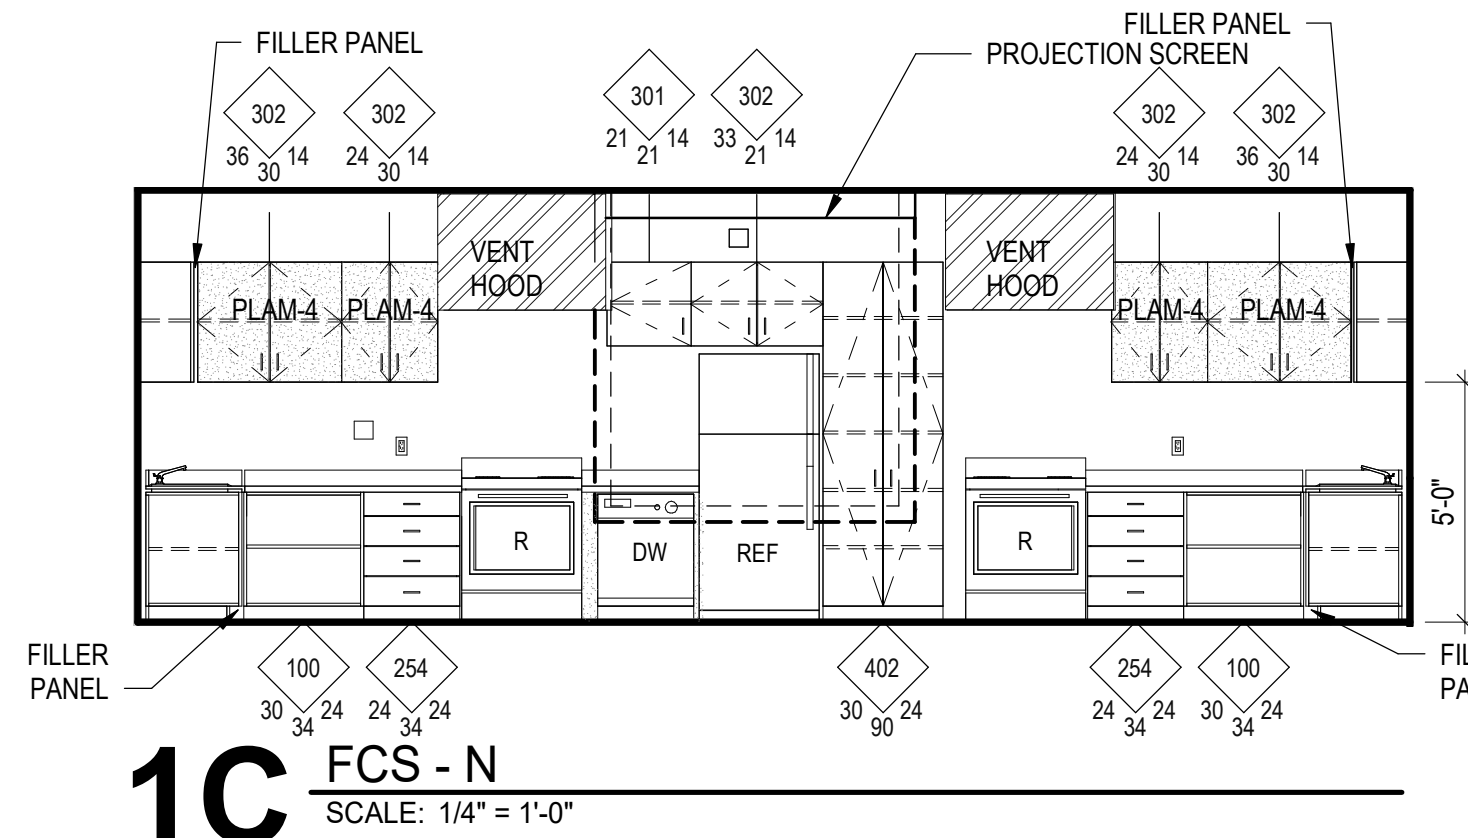 FILLER PANEL
FILLER PANEL
PROJECTION SCREEN
302
36 14
30
302
24 14
30
301
21 14
21
302
33 14
21
302
24 14
30
302
36 14
30
VENT
HOOD
VENT
HOOD
PLAM-4
PLAM-4
PLAM-4
PLAM-4
5'-0"
R
DW
REF
R
FILLER
PANEL
100
30 24
34
254
24 24
34
402
30 24
90
254
24 24
34
100
30 24
34
FIL
PA
1C
FCS - N
SCALE: 1/4" = 1'-0"